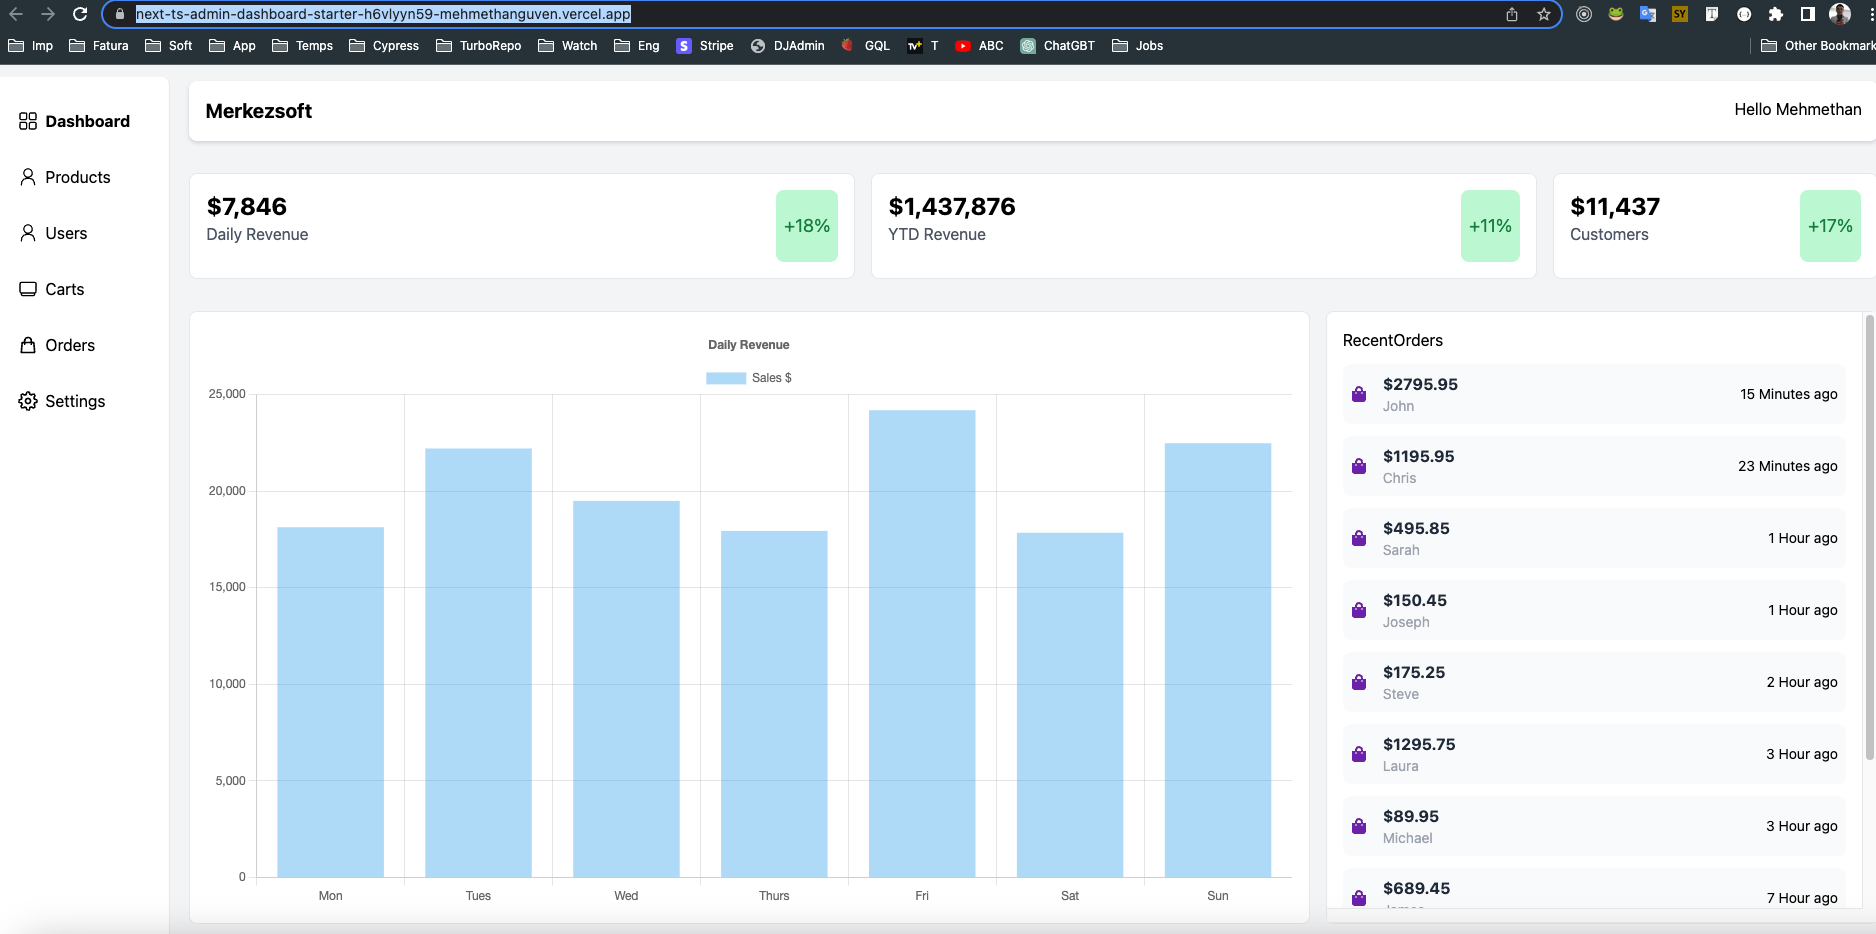 next-ts-admin-dashboard-starter-h6vlyyn59-mehmethanguven.vercel.app
Imp Fatura Soft App Temps Cypress TurboRepo Watch Eng Stripe DJAdmin GQL T ABC ChatGBT Jobs Other Bookmark
Dashboard
Products
Users
Carts
Orders
Settings
Merkezsoft
Hello Mehmethan
$7,846
Daily Revenue
+18%
$1,437,876
YTD Revenue
+11%
$11,437
Customers
+17%
Daily Revenue
Sales $
25,000
20,000
15,000
10,000
5,000
0
Mon Tues Wed Thurs Fri Sat Sun
RecentOrders
$2795.95
John
15 Minutes ago
$1195.95
Chris
23 Minutes ago
$495.85
Sarah
1 Hour ago
$150.45
Joseph
1 Hour ago
$175.25
Steve
2 Hour ago
$1295.75
Laura
3 Hour ago
$89.95
Michael
3 Hour ago
$689.45
7 Hour ago